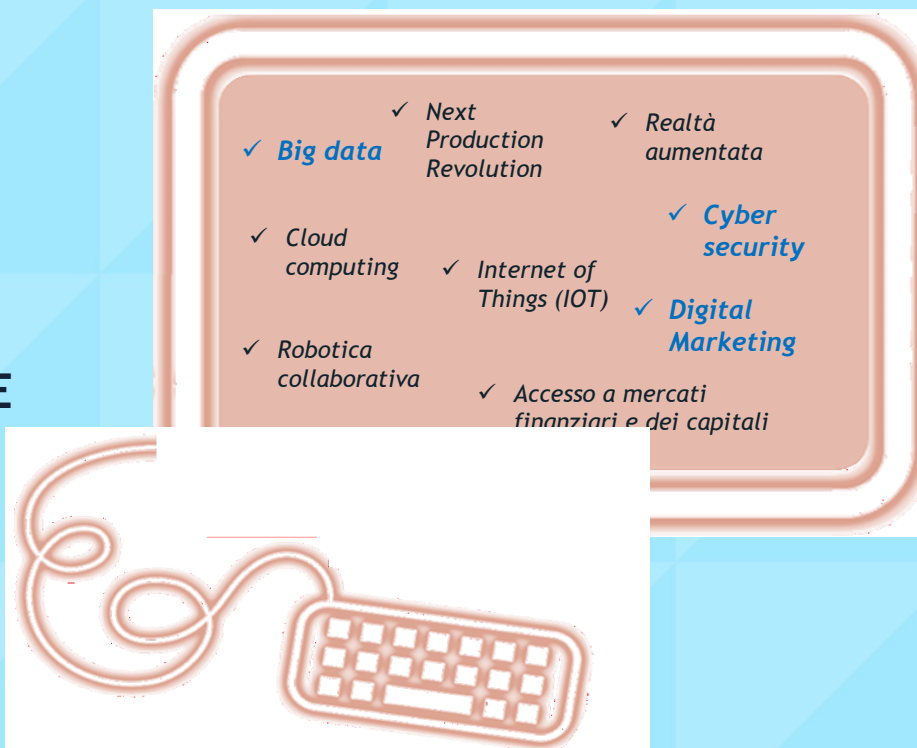 ✓ Big data
✓ Next
Production
Revolution
✓ Realtà
aumentata
✓ Cyber
security
✓ Cloud
computing
✓ Internet of
Things (IOT)
✓ Digital
Marketing
✓ Robotica
collaborativa
✓ Accesso a mercati
finanziari e dei capitali
E